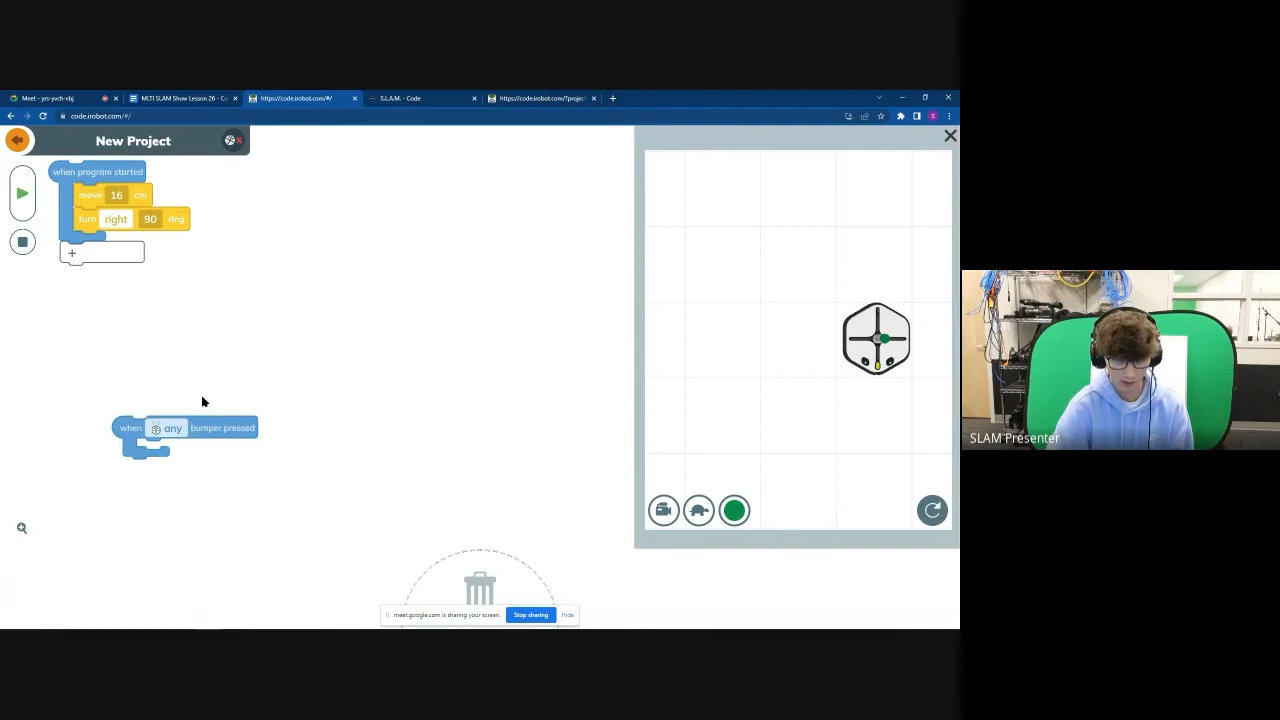 Meet - yrs-yvch-vbj
MLTI SLAM Show Lesson 26 - Co
https://code.irobot.com/#/
S.L.A.M. - Code
https://code.irobot.com/?project
code.irobot.com/#/
New Project
when program started
move 16 cm
turn right 90 deg
+
when any bumper pressed
meet.google.com is sharing your screen.
Stop sharing
Hide
SLAM Presenter